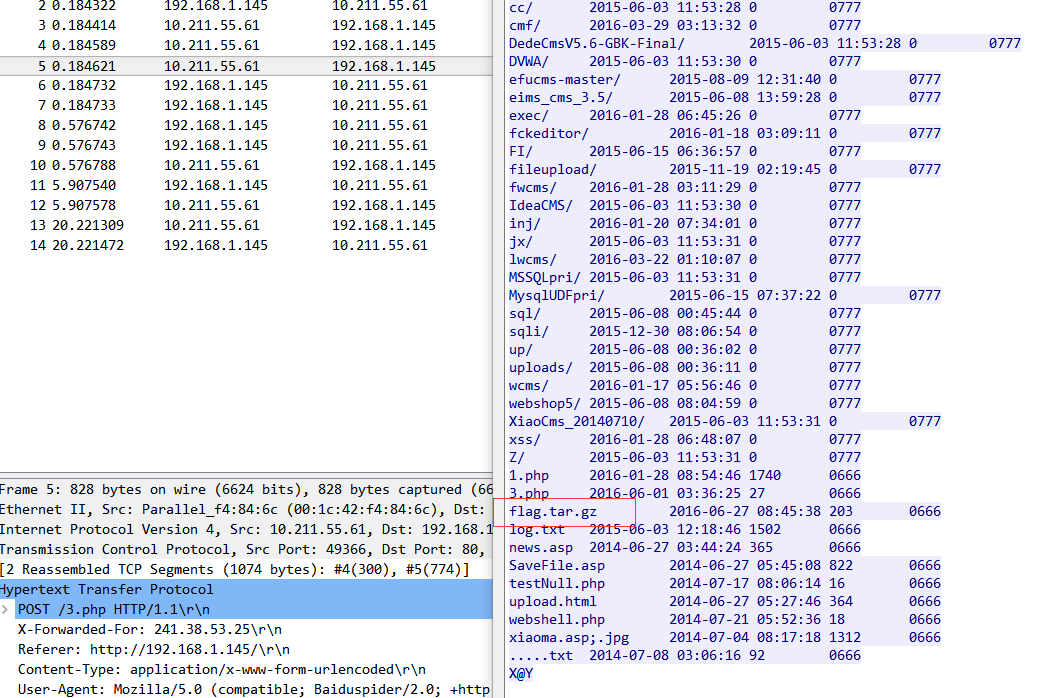 2 0.184322 192.168.1.145 10.211.55.61
3 0.184414 10.211.55.61 192.168.1.145
4 0.184589 10.211.55.61 192.168.1.145
5 0.184621 10.211.55.61 192.168.1.145
6 0.184732 192.168.1.145 10.211.55.61
7 0.184733 192.168.1.145 10.211.55.61
8 0.576742 192.168.1.145 10.211.55.61
9 0.576743 192.168.1.145 10.211.55.61
10 0.576788 10.211.55.61 192.168.1.145
11 5.907540 192.168.1.145 10.211.55.61
12 5.907578 10.211.55.61 192.168.1.145
13 20.221309 10.211.55.61 192.168.1.145
14 20.221472 192.168.1.145 10.211.55.61
Frame 5: 828 bytes on wire (6624 bits), 828 bytes captured (66
Ethernet II, Src: Parallel_f4:84:6c (00:1c:42:f4:84:6c), Dst:
Internet Protocol Version 4, Src: 10.211.55.61, Dst: 192.168.1
Transmission Control Protocol, Src Port: 49366, Dst Port: 80,
[2 Reassembled TCP Segments (1074 bytes): #4(300), #5(774)]
Hypertext Transfer Protocol
POST /3.php HTTP/1.1\r\n
X-Forwarded-For: 241.38.53.25\r\n
Referer: http://192.168.1.145/\r\n
Content-Type: application/x-www-form-urlencoded\r\n
User-Agent: Mozilla/5.0 (compatible; Baiduspider/2.0; +http
cc/ 2015-06-03 11:53:28 0 0777
cmf/ 2016-03-29 03:13:32 0 0777
DedeCmsV5.6-GBK-Final/ 2015-06-03 11:53:28 0 0777
DVWA/ 2015-06-03 11:53:30 0 0777
efucms-master/ 2015-08-09 12:31:40 0 0777
eims_cms_3.5/ 2015-06-08 13:59:28 0 0777
exec/ 2016-01-28 06:45:26 0 0777
fckeditor/ 2016-01-18 03:09:11 0 0777
FI/ 2015-06-15 06:36:57 0 0777
fileupload/ 2015-11-19 02:19:45 0 0777
fwcms/ 2016-01-28 03:11:29 0 0777
IdeaCMS/ 2015-06-03 11:53:30 0 0777
inj/ 2016-01-20 07:34:01 0 0777
jx/ 2015-06-03 11:53:31 0 0777
lwcms/ 2016-03-22 01:10:07 0 0777
MSSQLpri/ 2015-06-03 11:53:31 0 0777
MysqlUDFpri/ 2015-06-15 07:37:22 0 0777
sql/ 2015-06-08 00:45:44 0 0777
sqli/ 2015-12-30 08:06:54 0 0777
up/ 2015-06-08 00:36:02 0 0777
uploads/ 2015-06-08 00:36:11 0 0777
wcms/ 2016-01-17 05:56:46 0 0777
webshop5/ 2015-06-08 08:04:59 0 0777
XiaoCms_20140710/ 2015-06-03 11:53:31 0 0777
xss/ 2016-01-28 06:48:07 0 0777
Z/ 2015-06-03 11:53:31 0 0777
1.php 2016-01-28 08:54:46 1740 0666
3.php 2016-06-01 03:36:25 27 0666
flag.tar.gz 2016-06-27 08:45:38 203 0666
log.txt 2015-06-03 12:18:46 1502 0666
news.asp 2014-06-27 03:44:24 365 0666
SaveFile.asp 2014-06-27 05:45:08 822 0666
testNull.php 2014-07-17 08:06:14 16 0666
upload.html 2014-06-27 05:27:46 364 0666
webshell.php 2014-07-21 05:52:36 18 0666
xiaoma.asp;.jpg 2014-07-04 08:17:18 1312 0666
.....txt 2014-07-08 03:06:16 92 0666
X@Y